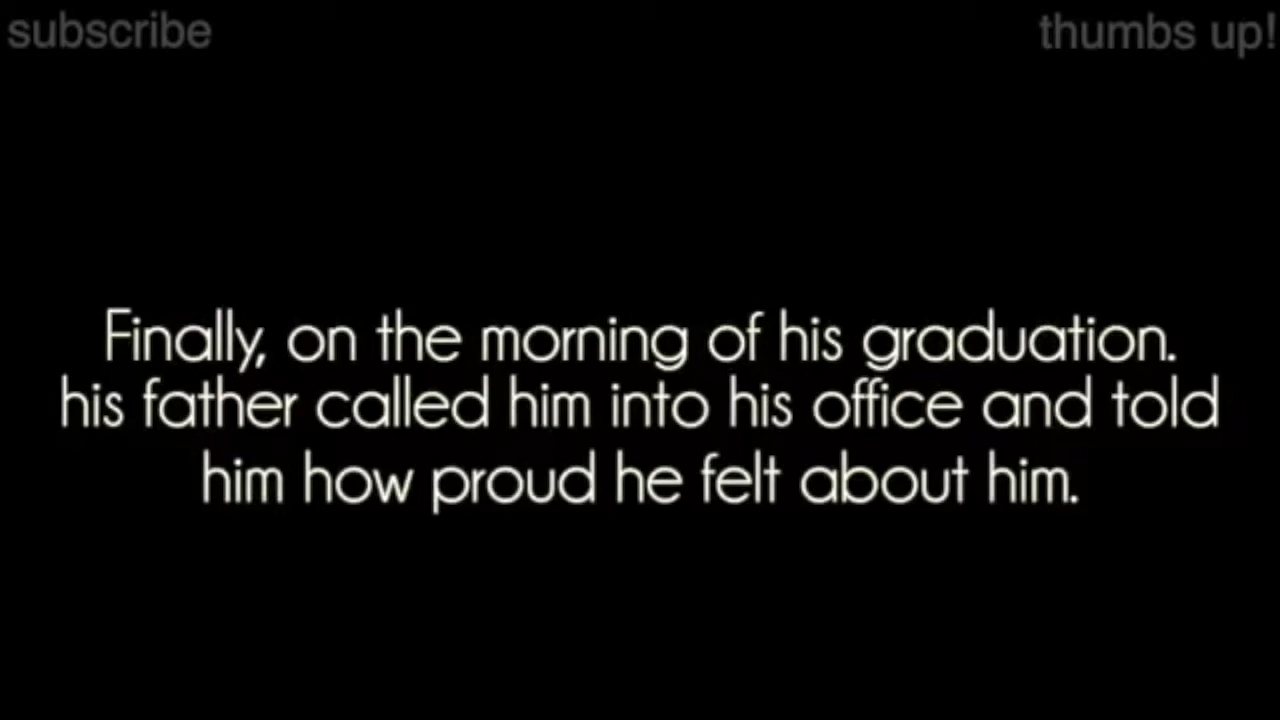 subscribe
thumbs up!
Finally, on the morning of his graduation.
his father called him into his office and told
him how proud he felt about him.